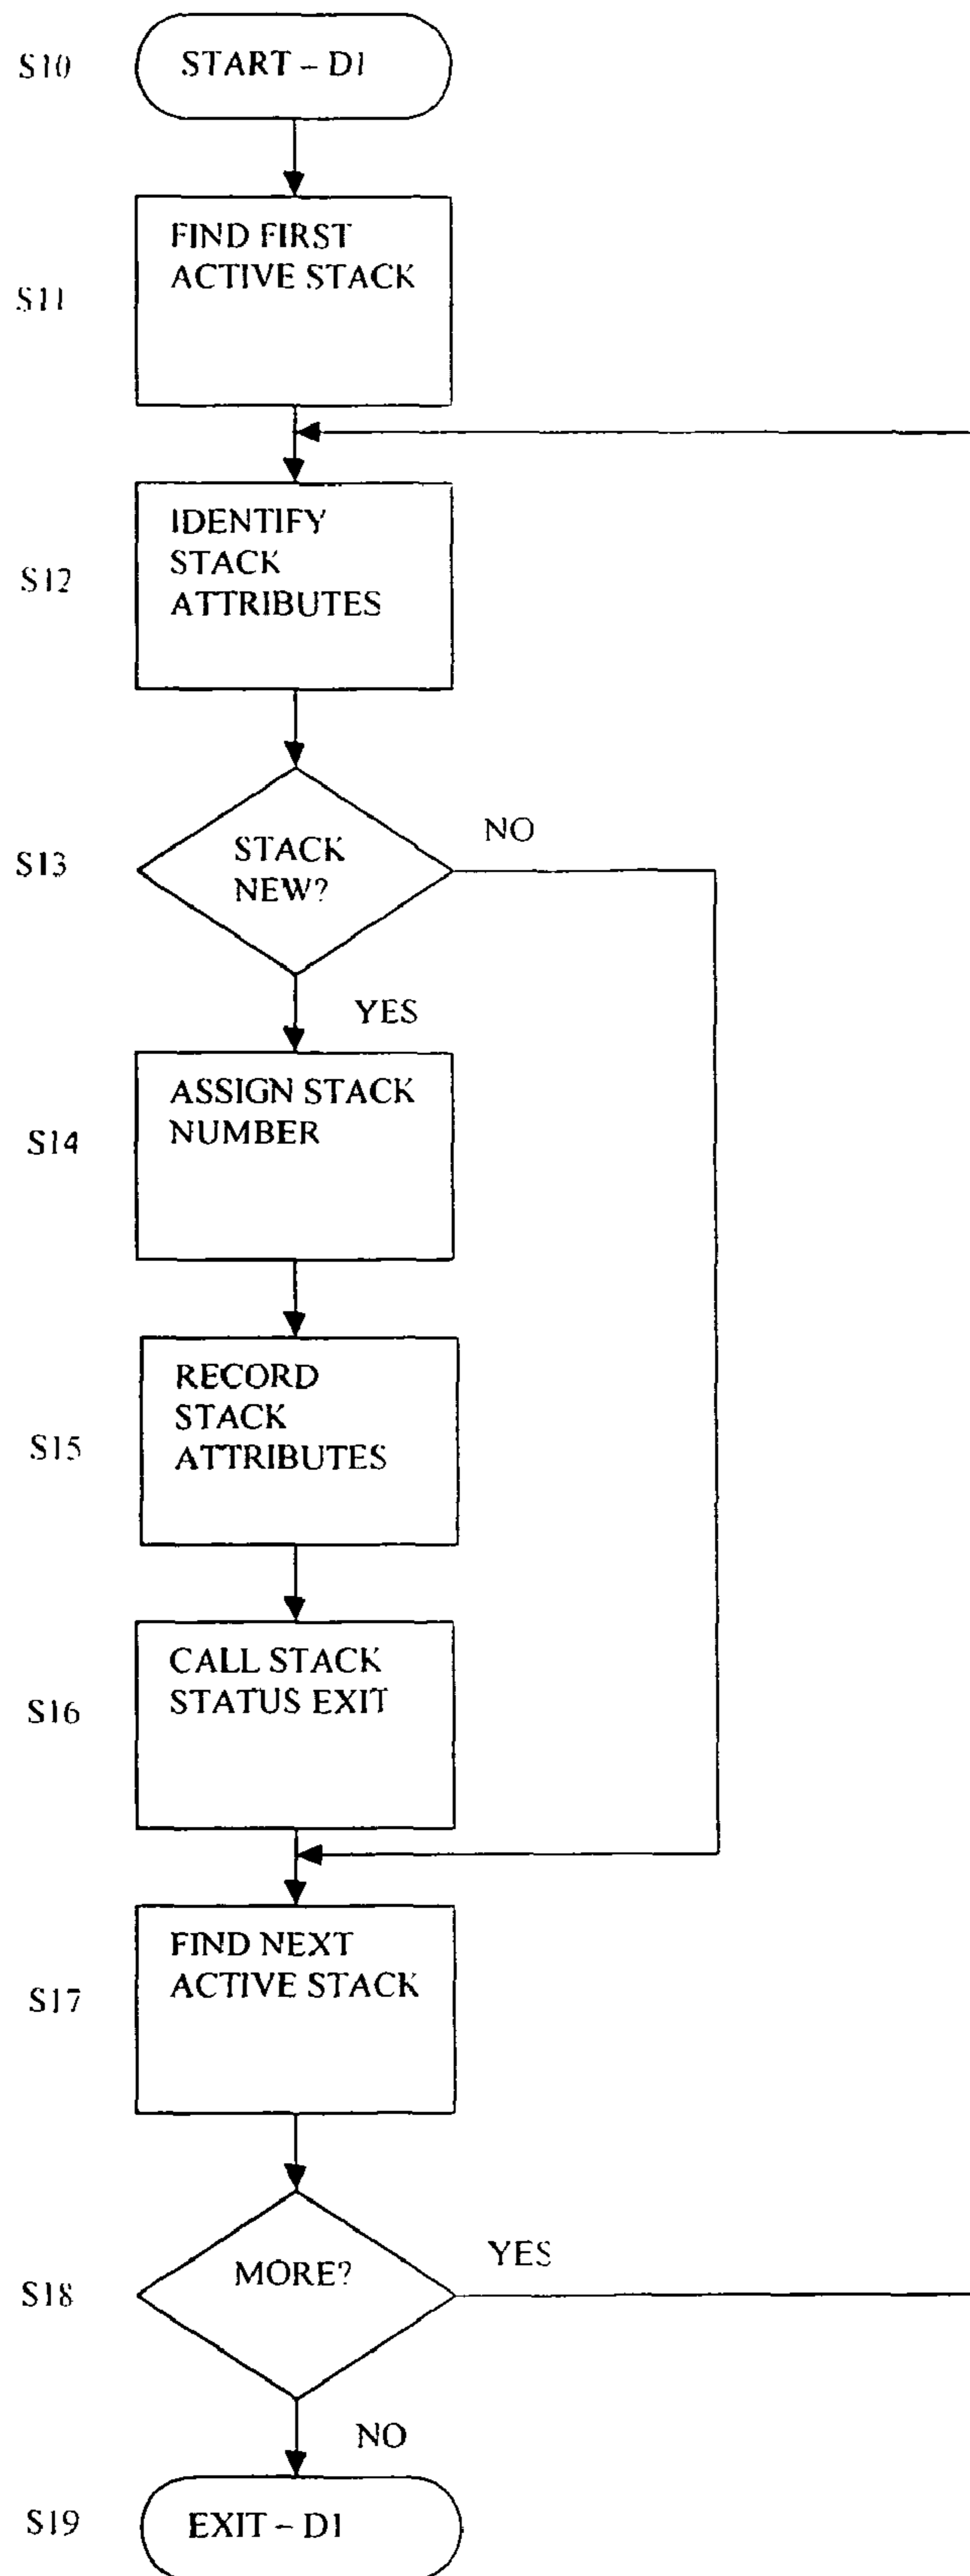 S10
START – D1
FIND FIRST
ACTIVE STACK
S11
IDENTIFY
STACK
ATTRIBUTES
S12
NO
STACK
NEW?
S13
YES
ASSIGN STACK
NUMBER
S14
RECORD
STACK
ATTRIBUTES
S15
CALL STACK
STATUS EXIT
S16
FIND NEXT
ACTIVE STACK
S17
YES
MORE?
S18
NO
S19
EXIT – D1